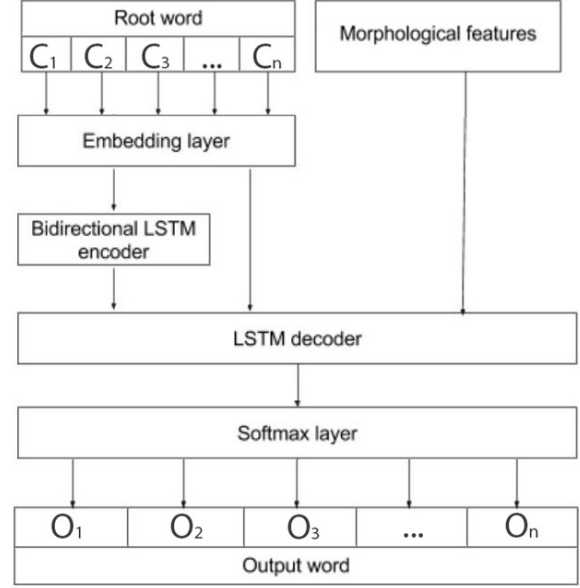 Root word
C₁ C₂ C₃ ... Cₙ
Morphological features
Embedding layer
Bidirectional LSTM
encoder
LSTM decoder
Softmax layer
O₁ O₂ O₃ ... Oₙ
Output word